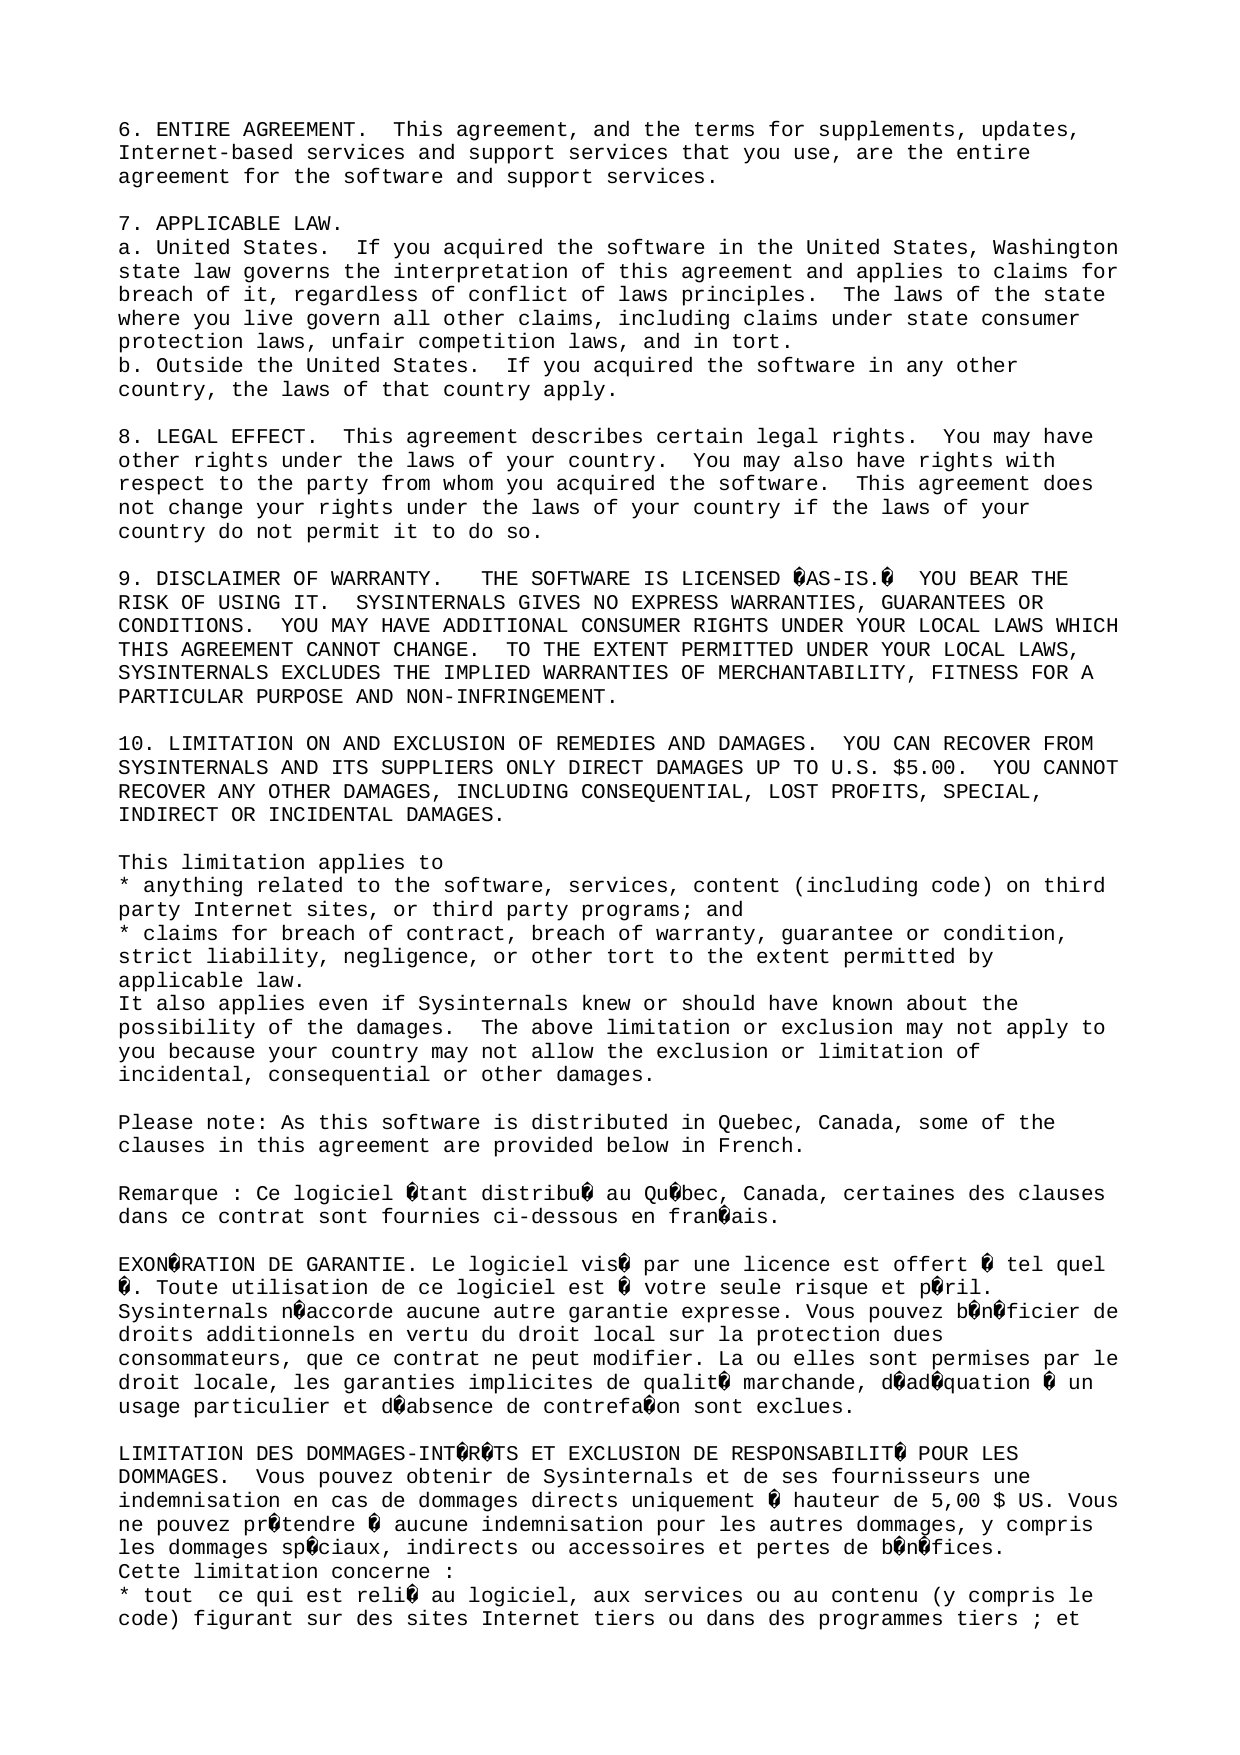 6. ENTIRE AGREEMENT.  This agreement, and the terms for supplements, updates,
Internet-based services and support services that you use, are the entire
agreement for the software and support services.

7. APPLICABLE LAW.
a. United States.  If you acquired the software in the United States, Washington
state law governs the interpretation of this agreement and applies to claims for
breach of it, regardless of conflict of laws principles.  The laws of the state
where you live govern all other claims, including claims under state consumer
protection laws, unfair competition laws, and in tort.
b. Outside the United States.  If you acquired the software in any other
country, the laws of that country apply.

8. LEGAL EFFECT.  This agreement describes certain legal rights.  You may have
other rights under the laws of your country.  You may also have rights with
respect to the party from whom you acquired the software.  This agreement does
not change your rights under the laws of your country if the laws of your
country do not permit it to do so.

9. DISCLAIMER OF WARRANTY.   THE SOFTWARE IS LICENSED �AS-IS.�  YOU BEAR THE
RISK OF USING IT.  SYSINTERNALS GIVES NO EXPRESS WARRANTIES, GUARANTEES OR
CONDITIONS.  YOU MAY HAVE ADDITIONAL CONSUMER RIGHTS UNDER YOUR LOCAL LAWS WHICH
THIS AGREEMENT CANNOT CHANGE.  TO THE EXTENT PERMITTED UNDER YOUR LOCAL LAWS,
SYSINTERNALS EXCLUDES THE IMPLIED WARRANTIES OF MERCHANTABILITY, FITNESS FOR A
PARTICULAR PURPOSE AND NON-INFRINGEMENT.

10. LIMITATION ON AND EXCLUSION OF REMEDIES AND DAMAGES.  YOU CAN RECOVER FROM
SYSINTERNALS AND ITS SUPPLIERS ONLY DIRECT DAMAGES UP TO U.S. $5.00.  YOU CANNOT
RECOVER ANY OTHER DAMAGES, INCLUDING CONSEQUENTIAL, LOST PROFITS, SPECIAL,
INDIRECT OR INCIDENTAL DAMAGES.

This limitation applies to
* anything related to the software, services, content (including code) on third
party Internet sites, or third party programs; and
* claims for breach of contract, breach of warranty, guarantee or condition,
strict liability, negligence, or other tort to the extent permitted by
applicable law.
It also applies even if Sysinternals knew or should have known about the
possibility of the damages.  The above limitation or exclusion may not apply to
you because your country may not allow the exclusion or limitation of
incidental, consequential or other damages.

Please note: As this software is distributed in Quebec, Canada, some of the
clauses in this agreement are provided below in French.

Remarque : Ce logiciel �tant distribu� au Qu�bec, Canada, certaines des clauses
dans ce contrat sont fournies ci-dessous en fran�ais.

EXON�RATION DE GARANTIE. Le logiciel vis� par une licence est offert � tel quel
�. Toute utilisation de ce logiciel est � votre seule risque et p�ril.
Sysinternals n�accorde aucune autre garantie expresse. Vous pouvez b�n�ficier de
droits additionnels en vertu du droit local sur la protection dues
consommateurs, que ce contrat ne peut modifier. La ou elles sont permises par le
droit locale, les garanties implicites de qualit� marchande, d�ad�quation � un
usage particulier et d�absence de contrefa�on sont exclues.

LIMITATION DES DOMMAGES-INT�R�TS ET EXCLUSION DE RESPONSABILIT� POUR LES
DOMMAGES.  Vous pouvez obtenir de Sysinternals et de ses fournisseurs une
indemnisation en cas de dommages directs uniquement � hauteur de 5,00 $ US. Vous
ne pouvez pr�tendre � aucune indemnisation pour les autres dommages, y compris
les dommages sp�ciaux, indirects ou accessoires et pertes de b�n�fices.
Cette limitation concerne :
* tout  ce qui est reli� au logiciel, aux services ou au contenu (y compris le
code) figurant sur des sites Internet tiers ou dans des programmes tiers ; et